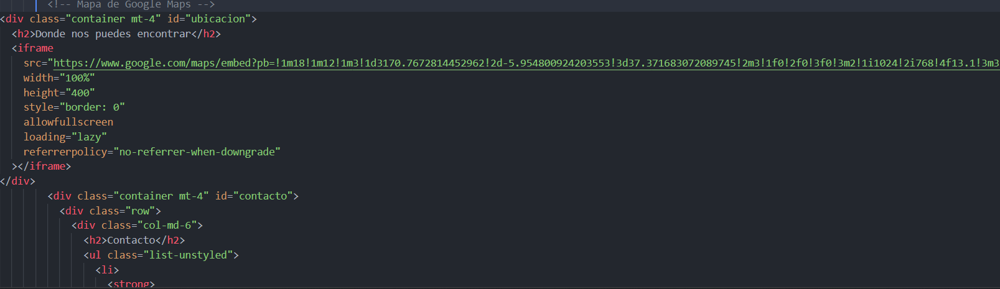 <!-- Mapa de Google Maps -->
<div class="container mt-4" id="ubicacion">
<h2>Donde nos puedes encontrar</h2>
<iframe
src="https://www.google.com/maps/embed?pb=!1m18!1m12!1m3!1d3170.7672814452962!2d-5.954800924203553!3d37.371683072089745!2m3!1f0!2f0!3f0!3m2!1i1024!2i768!4f13.1!3m3
width="100%"
height="400"
style="border: 0"
allowfullscreen
loading="lazy"
referrerpolicy="no-referrer-when-downgrade"
></iframe>
</div>
<div class="container mt-4" id="contacto">
<div class="row">
<div class="col-md-6">
<h2>Contacto</h2>
<ul class="list-unstyled">
<li>
<strong>